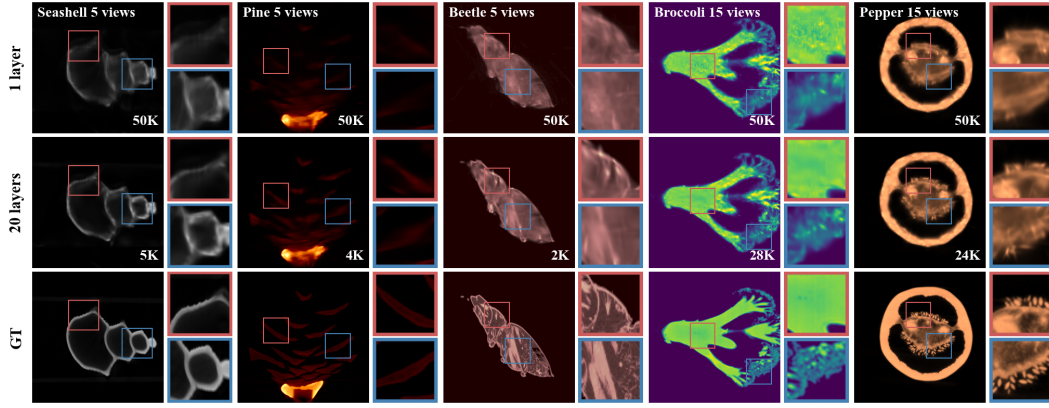 Seashell 5 views Pine 5 views Beetle 5 views Broccoli 15 views Pepper 15 views
1 layer
50K 50K 50K 50K 50K
20 layers
5K 4K 2K 28K 24K
GT